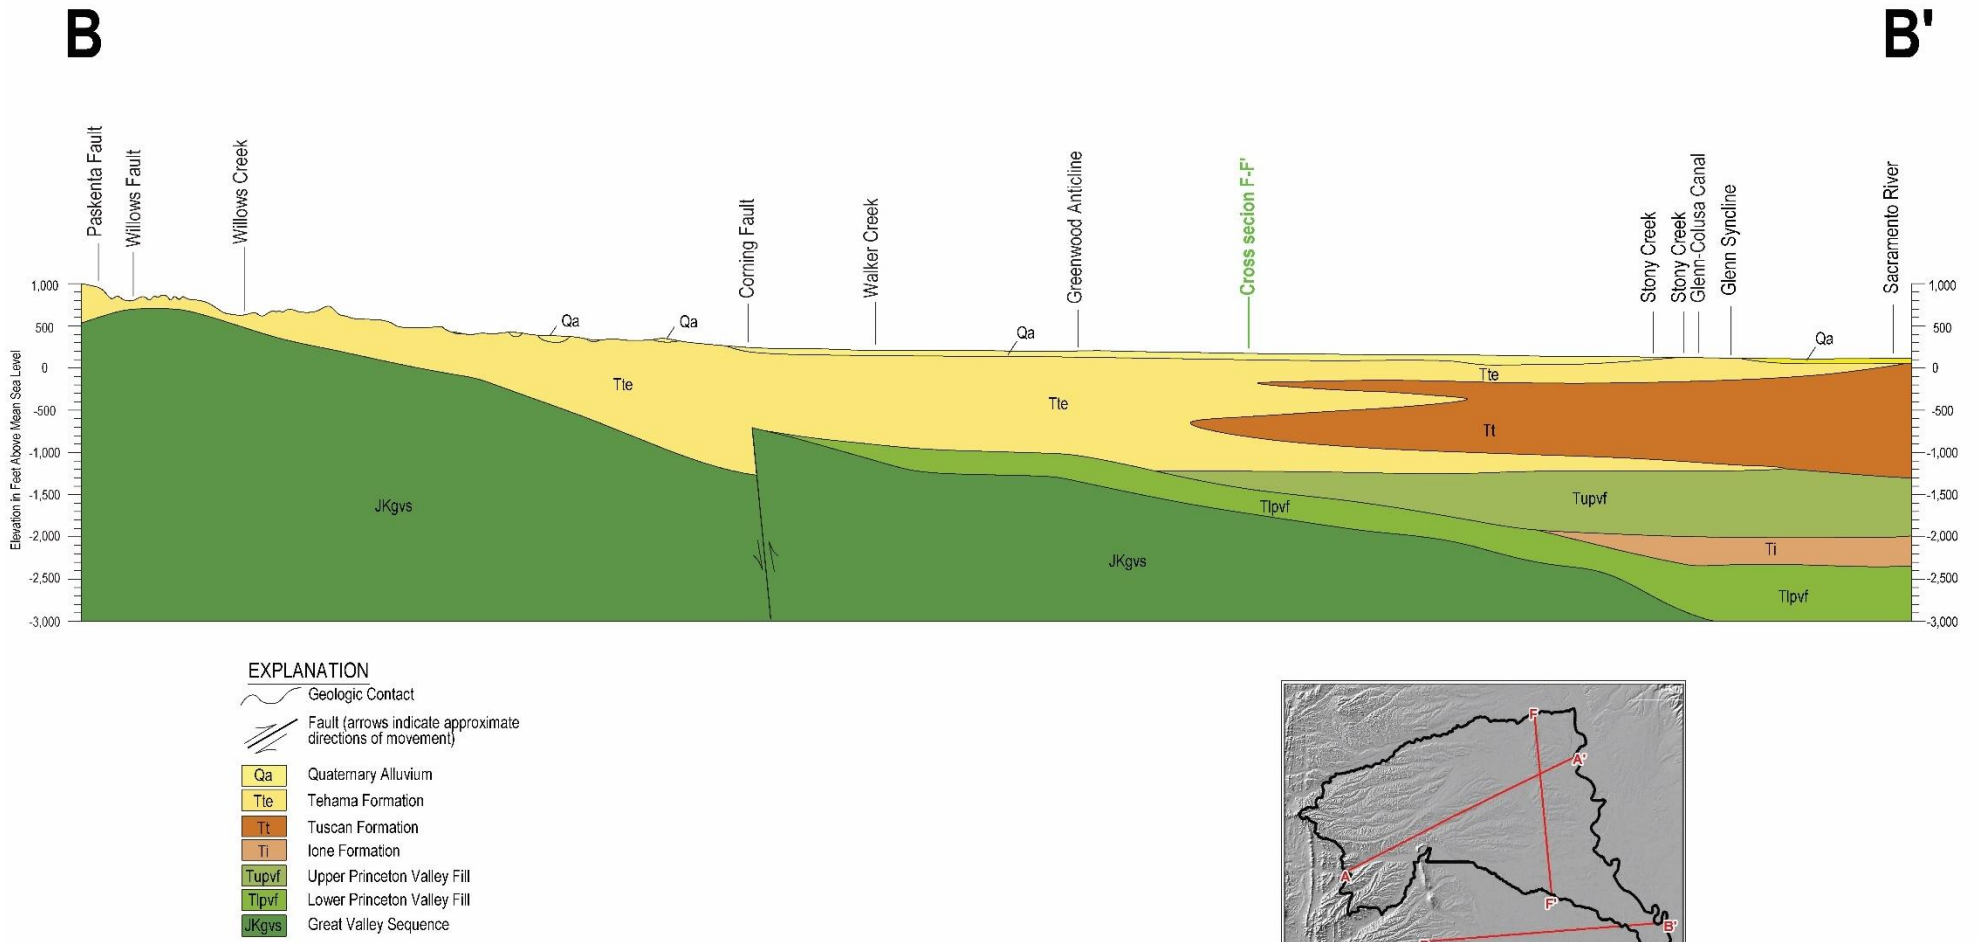 B
B'
Paskenta Fault
Willows Fault
Willows Creek
Corning Fault
Walker Creek
Greenwood Anticline
Cross secion F-F'
Stony Creek
Stony Creek
Glenn-Colusa Canal
Glenn Syncline
Sacramento River
Elevation in Feet Above Mean Sea Level
1,000
500
0
-500
-1,000
-1,500
-2,000
-2,500
-3,000
1,000
500
0
-500
-1,000
-1,500
-2,000
-2,500
-3,000
Qa
Qa
Qa
Qa
Tte
Tte
Tte
Tt
Tupvf
Tlpvf
Ti
Tlpvf
JKgvs
JKgvs
EXPLANATION
Geologic Contact
Fault (arrows indicate approximate
directions of movement)
Qa Quaternary Alluvium
Tte Tehama Formation
Tt Tuscan Formation
Ti Ione Formation
Tupvf Upper Princeton Valley Fill
Tlpvf Lower Princeton Valley Fill
JKgvs Great Valley Sequence
F
A'
A
F'
B'